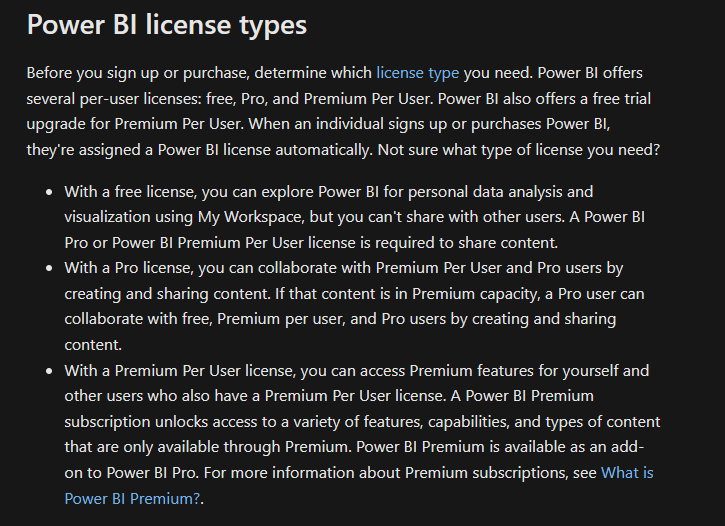 Power BI license types
Before you sign up or purchase, determine which license type you need. Power BI offers
several per-user licenses: free, Pro, and Premium Per User. Power BI also offers a free trial
upgrade for Premium Per User. When an individual signs up or purchases Power BI,
they're assigned a Power BI license automatically. Not sure what type of license you need?
• With a free license, you can explore Power BI for personal data analysis and
visualization using My Workspace, but you can't share with other users. A Power BI
Pro or Power BI Premium Per User license is required to share content.
• With a Pro license, you can collaborate with Premium Per User and Pro users by
creating and sharing content. If that content is in Premium capacity, a Pro user can
collaborate with free, Premium per user, and Pro users by creating and sharing
content.
• With a Premium Per User license, you can access Premium features for yourself and
other users who also have a Premium Per User license. A Power BI Premium
subscription unlocks access to a variety of features, capabilities, and types of content
that are only available through Premium. Power BI Premium is available as an add-
on to Power BI Pro. For more information about Premium subscriptions, see What is
Power BI Premium?.